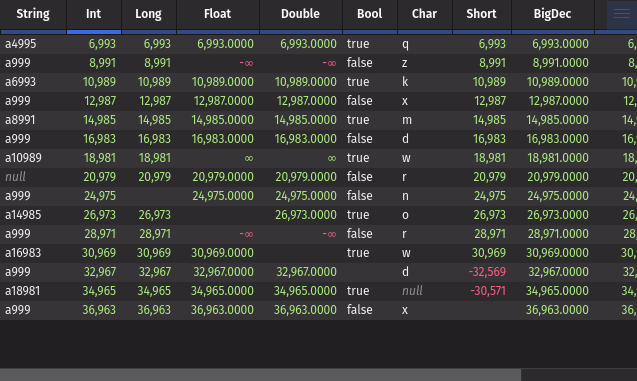 String Int Long Float Double Bool Char Short BigDec
a4995 6,993 6,993 6,993.0000 6,993.0000 true q 6,993 6,993.0000 6,
a999 8,991 8,991 -∞ -∞ false z 8,991 8,991.0000 8,
a6993 10,989 10,989 10,989.0000 10,989.0000 true k 10,989 10,989.0000 10,
a999 12,987 12,987 12,987.0000 12,987.0000 false x 12,987 12,987.0000 12,
a8991 14,985 14,985 14,985.0000 14,985.0000 true m 14,985 14,985.0000 14,
a999 16,983 16,983 16,983.0000 16,983.0000 false d 16,983 16,983.0000 16,
a10989 18,981 18,981 ∞ ∞ true w 18,981 18,981.0000 18,
null 20,979 20,979 20,979.0000 20,979.0000 false r 20,979 20,979.0000 20,
a999 24,975 24,975.0000 24,975.0000 false n 24,975 24,975.0000 24,
a14985 26,973 26,973 26,973.0000 true o 26,973 26,973.0000 26,
a999 28,971 28,971 -∞ -∞ false r 28,971 28,971.0000 28,
a16983 30,969 30,969 30,969.0000 true w 30,969 30,969.0000 30,
a999 32,967 32,967 32,967.0000 32,967.0000 d -32,569 32,967.0000 32,
a18981 34,965 34,965 34,965.0000 34,965.0000 true null -30,571 34,965.0000 34,
a999 36,963 36,963 36,963.0000 36,963.0000 false x 36,963.0000 36,